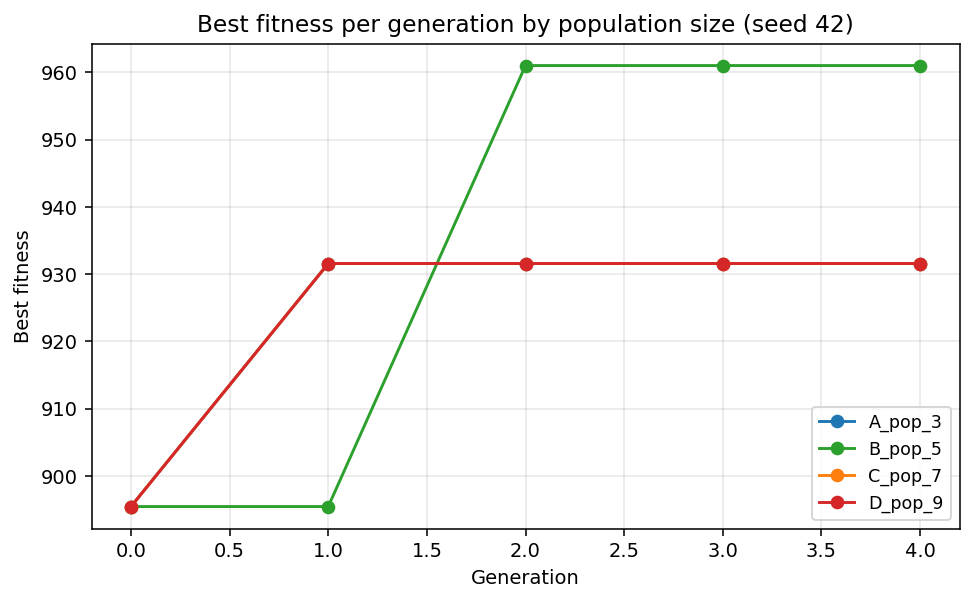 Best fitness per generation by population size (seed 42)
Best fitness
960
950
940
930
920
910
900
A_pop_3
B_pop_5
C_pop_7
D_pop_9
0.0 0.5 1.0 1.5 2.0 2.5 3.0 3.5 4.0
Generation